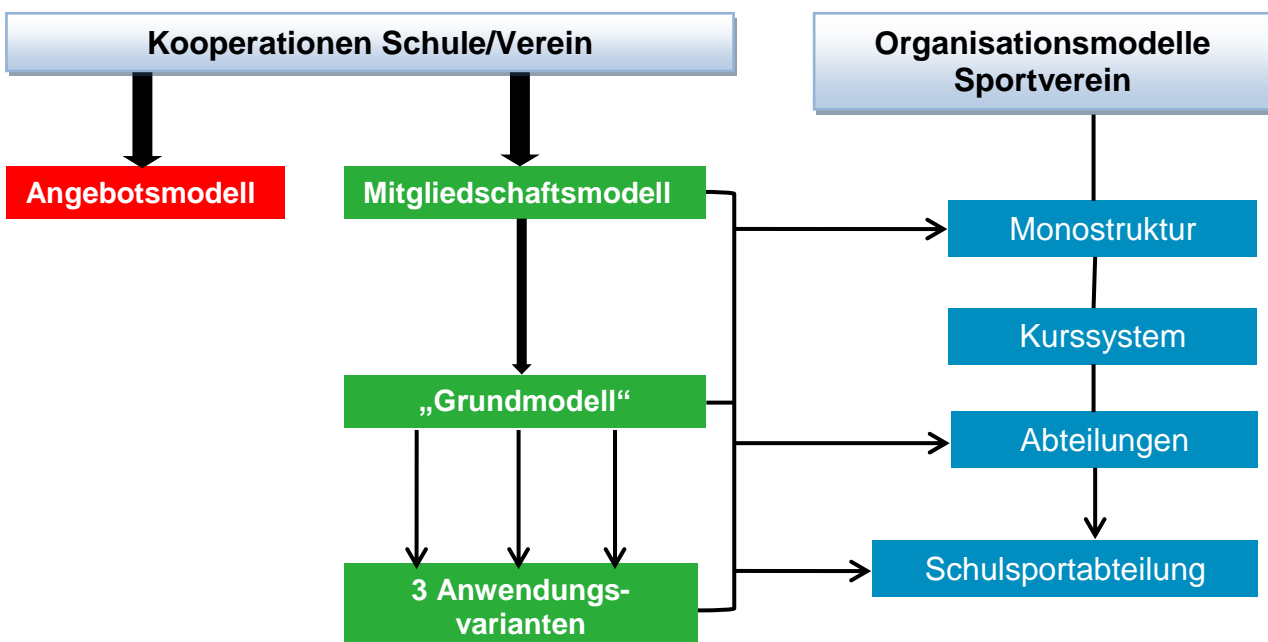 Kooperationen Schule/Verein
Organisationsmodelle
Sportverein
Angebotsmodell
Mitgliedschaftsmodell
Monostruktur
Kurssystem
„Grundmodell“
Abteilungen
Schulsportabteilung
3 Anwendungs-
varianten